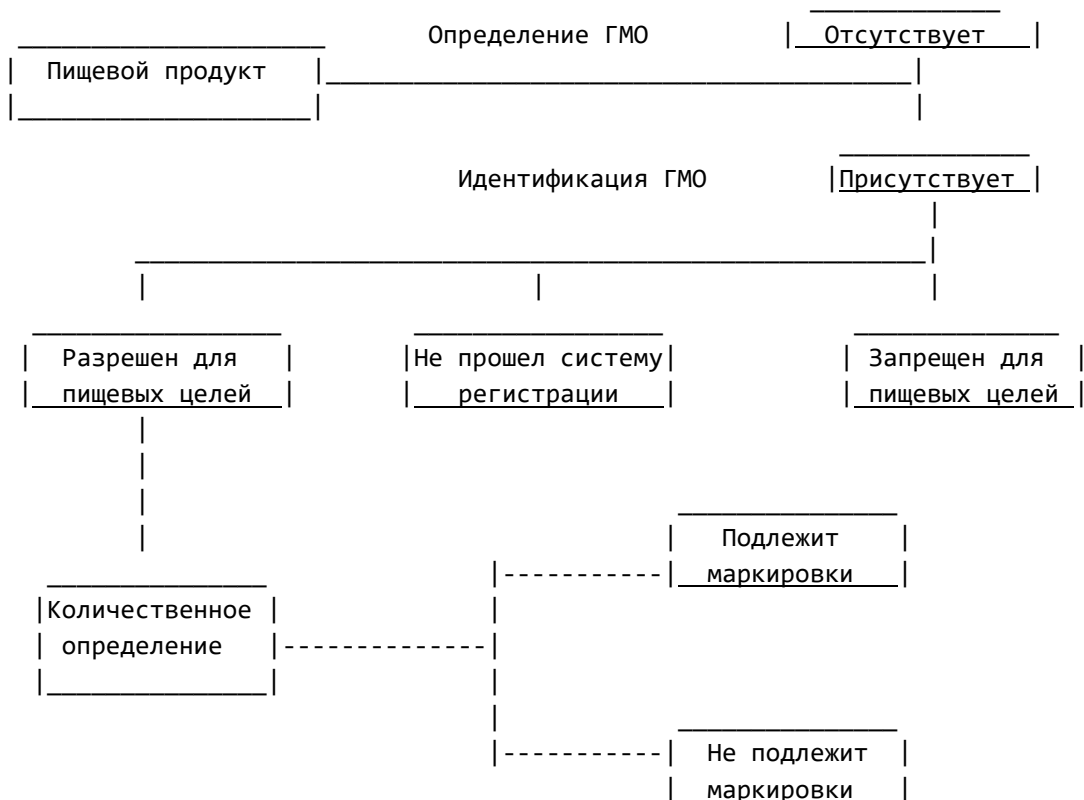 Отсутствует
Определение ГМО
Пищевой продукт
Присутствует
Идентификация ГМО
Разрешен для
пищевых целей
Не прошел систему
регистрации
Запрещен для
пищевых целей
Подлежит
маркировки
Количественное
определение
Не подлежит
маркировки